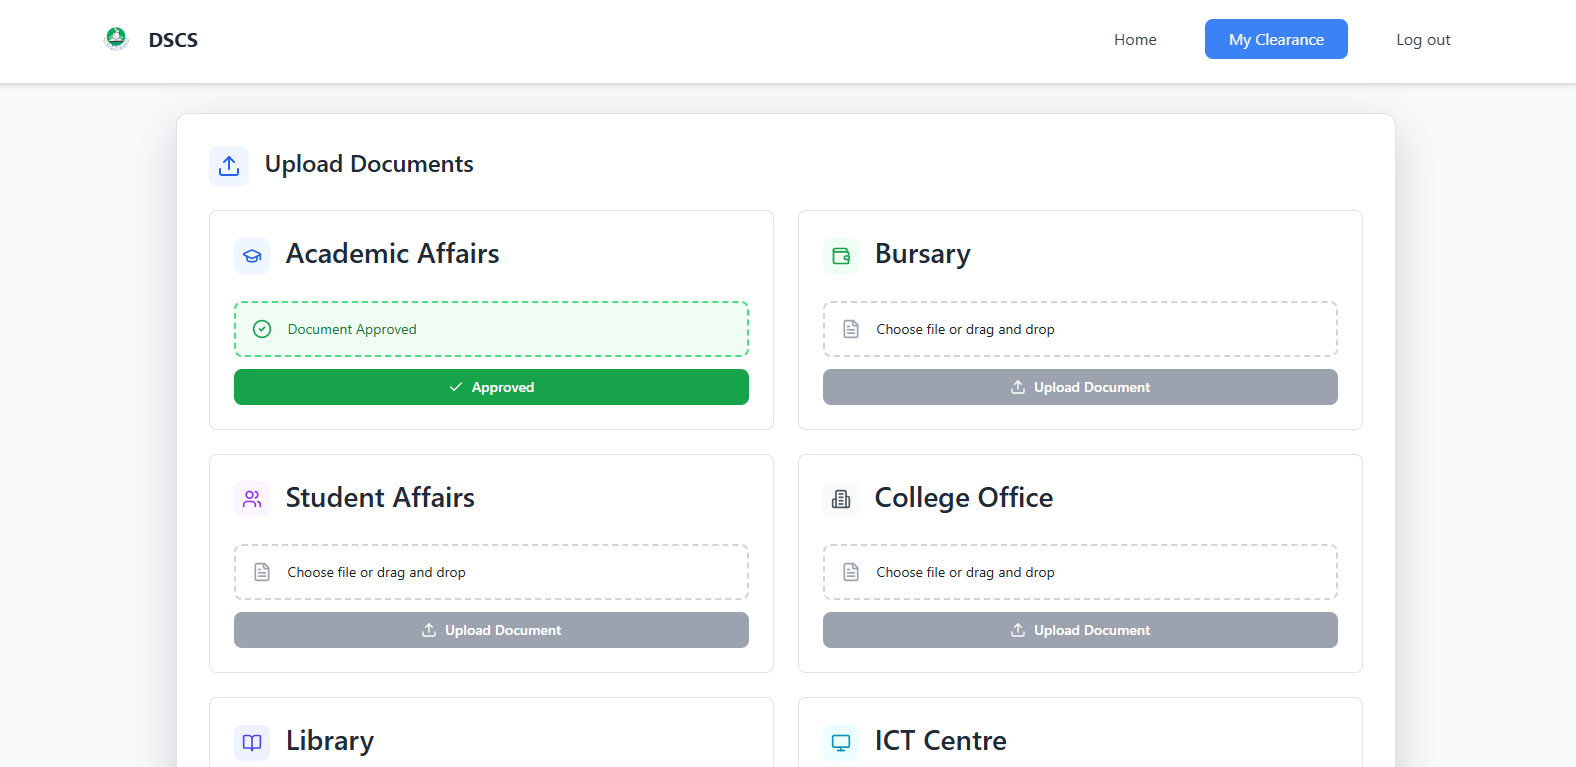 DSCS
Home
My Clearance
Log out
Upload Documents
Academic Affairs
Document Approved
Approved
Bursary
Choose file or drag and drop
Upload Document
Student Affairs
Choose file or drag and drop
Upload Document
College Office
Choose file or drag and drop
Upload Document
Library
ICT Centre